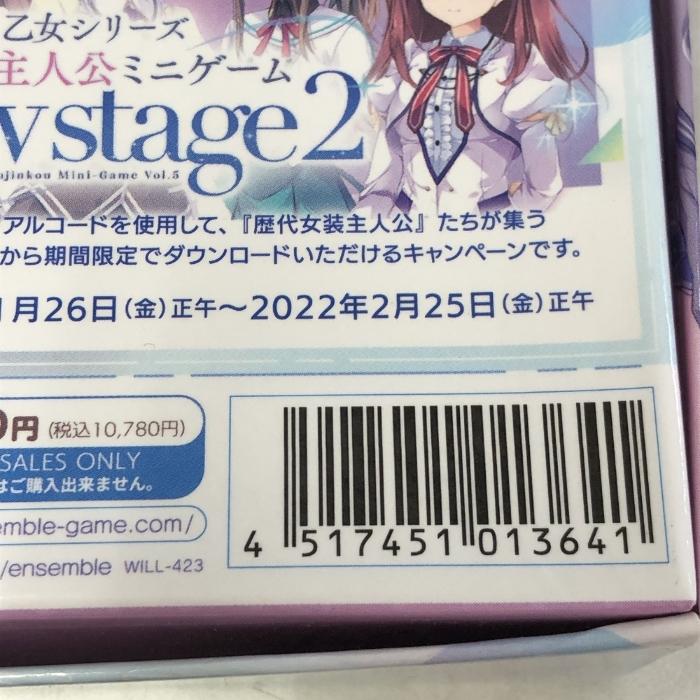 乙女シリーズ
主人公ミニゲーム
vstage2
ujinkou Mini-Game Vol.5
アルコードを使用して、『歴代女装主人公』たちが集う
から期間限定でダウンロードいただけるキャンペーンです。
月26日(金)正午～2022年2月25日(金)正午
0円(税込10,780円)
SALES ONLY
はご購入出来ません。
emble-game.com/
/ensemble WILL-423
4 517451 013641